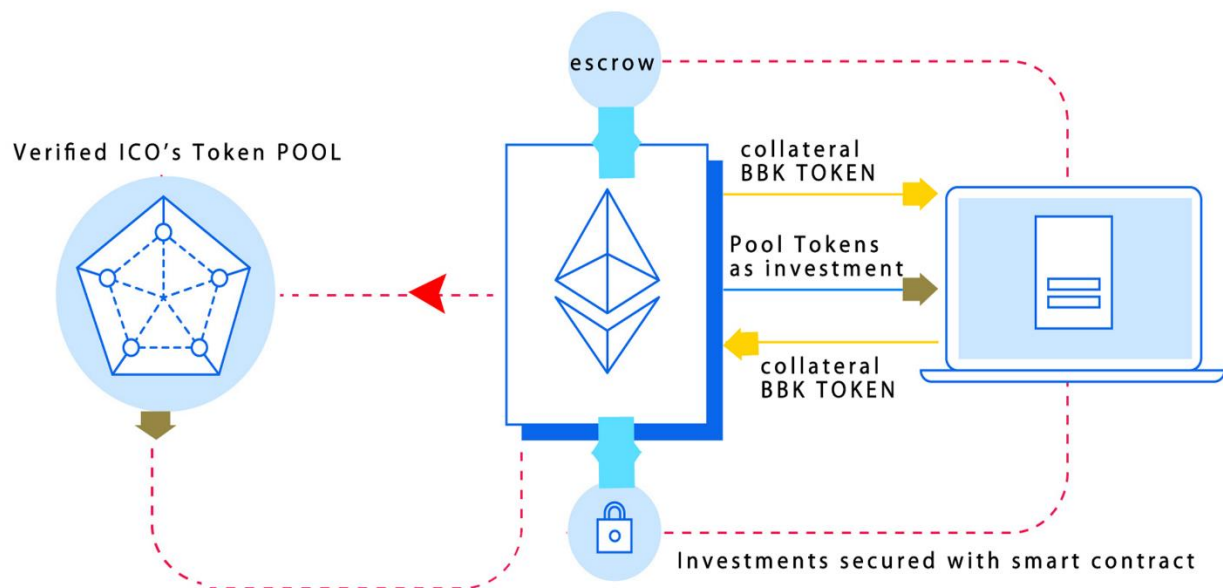 escrow
Verified ICO's Token POOL
collateral
BBK TOKEN
Pool Tokens
as investment
collateral
BBK TOKEN
Investments secured with smart contract